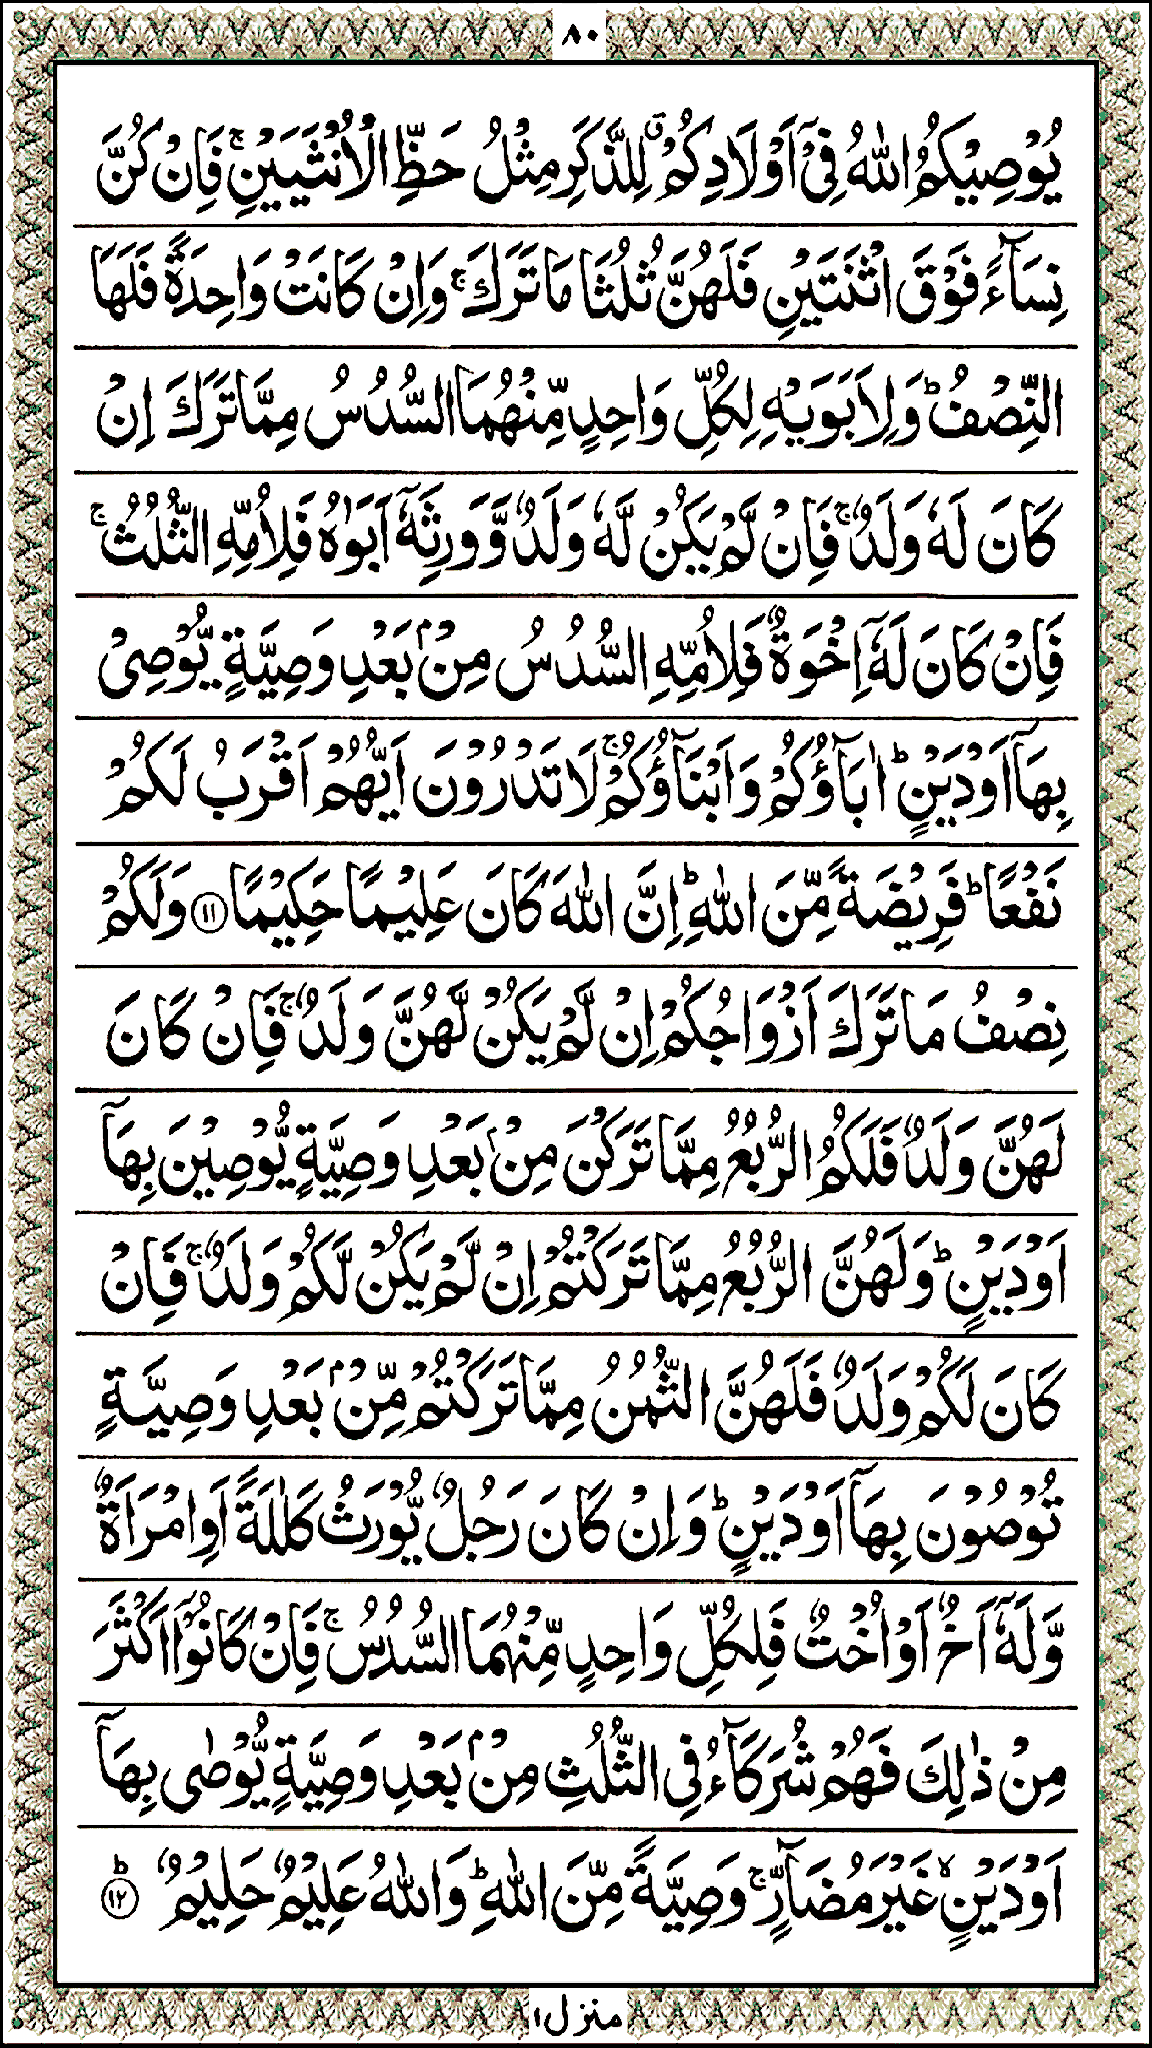 ٨٠
يُوْصِيْكُمُ اللّٰهُ فِىْٓ اَوْلَادِكُمْ ۗ لِلذَّكَرِ مِثْلُ حَظِّ الْاُنْثَيَيْنِ ۚ فَاِنْ كُنَّ
نِسَآءً فَوْقَ اثْنَتَيْنِ فَلَهُنَّ ثُلُثَا مَا تَرَكَ ۚ وَاِنْ كَانَتْ وَاحِدَةً فَلَهَا
النِّصْفُ ؕ وَلِاَبَوَيْهِ لِكُلِّ وَاحِدٍ مِّنْهُمَا السُّدُسُ مِمَّا تَرَكَ اِنْ
كَانَ لَهٗ وَلَدٌ ۚ فَاِنْ لَّمْ يَكُنْ لَّهٗ وَلَدٌ وَّوَرِثَهٗٓ اَبَوٰهُ فَلِاُمِّهِ الثُّلُثُ ۚ
فَاِنْ كَانَ لَهٗٓ اِخْوَةٌ فَلِاُمِّهِ السُّدُسُ مِنْۢ بَعْدِ وَصِيَّةٍ يُّوْصِىْ
بِهَآ اَوْ دَيْنٍ ؕ اٰبَآؤُكُمْ وَاَبْنَآؤُكُمْ ۚ لَا تَدْرُوْنَ اَيُّهُمْ اَقْرَبُ لَكُمْ
نَفْعًا ؕ فَرِيْضَةً مِّنَ اللّٰهِ ؕ اِنَّ اللّٰهَ كَانَ عَلِيْمًا حَكِيْمًا ۝١١ وَلَكُمْ
نِصْفُ مَا تَرَكَ اَزْوَاجُكُمْ اِنْ لَّمْ يَكُنْ لَّهُنَّ وَلَدٌ ۚ فَاِنْ كَانَ
لَهُنَّ وَلَدٌ فَلَكُمُ الرُّبُعُ مِمَّا تَرَكْنَ مِنْۢ بَعْدِ وَصِيَّةٍ يُّوْصِيْنَ بِهَآ
اَوْ دَيْنٍ ؕ وَلَهُنَّ الرُّبُعُ مِمَّا تَرَكْتُمْ اِنْ لَّمْ يَكُنْ لَّكُمْ وَلَدٌ ۚ فَاِنْ
كَانَ لَكُمْ وَلَدٌ فَلَهُنَّ الثُّمُنُ مِمَّا تَرَكْتُمْ مِّنْۢ بَعْدِ وَصِيَّةٍ
تُوْصُوْنَ بِهَآ اَوْ دَيْنٍ ؕ وَاِنْ كَانَ رَجُلٌ يُّوْرَثُ كَلٰلَةً اَوِ امْرَاَةٌ
وَّلَهٗٓ اَخٌ اَوْ اُخْتٌ فَلِكُلِّ وَاحِدٍ مِّنْهُمَا السُّدُسُ ۚ فَاِنْ كَانُوْٓا اَكْثَرَ
مِنْ ذٰلِكَ فَهُمْ شُرَكَآءُ فِى الثُّلُثِ مِنْۢ بَعْدِ وَصِيَّةٍ يُّوْصٰى بِهَآ
اَوْ دَيْنٍ ۙ غَيْرَ مُضَآرٍّ ۚ وَصِيَّةً مِّنَ اللّٰهِ ؕ وَاللّٰهُ عَلِيْمٌ حَلِيْمٌ ؕ۝١٢
منزل ١